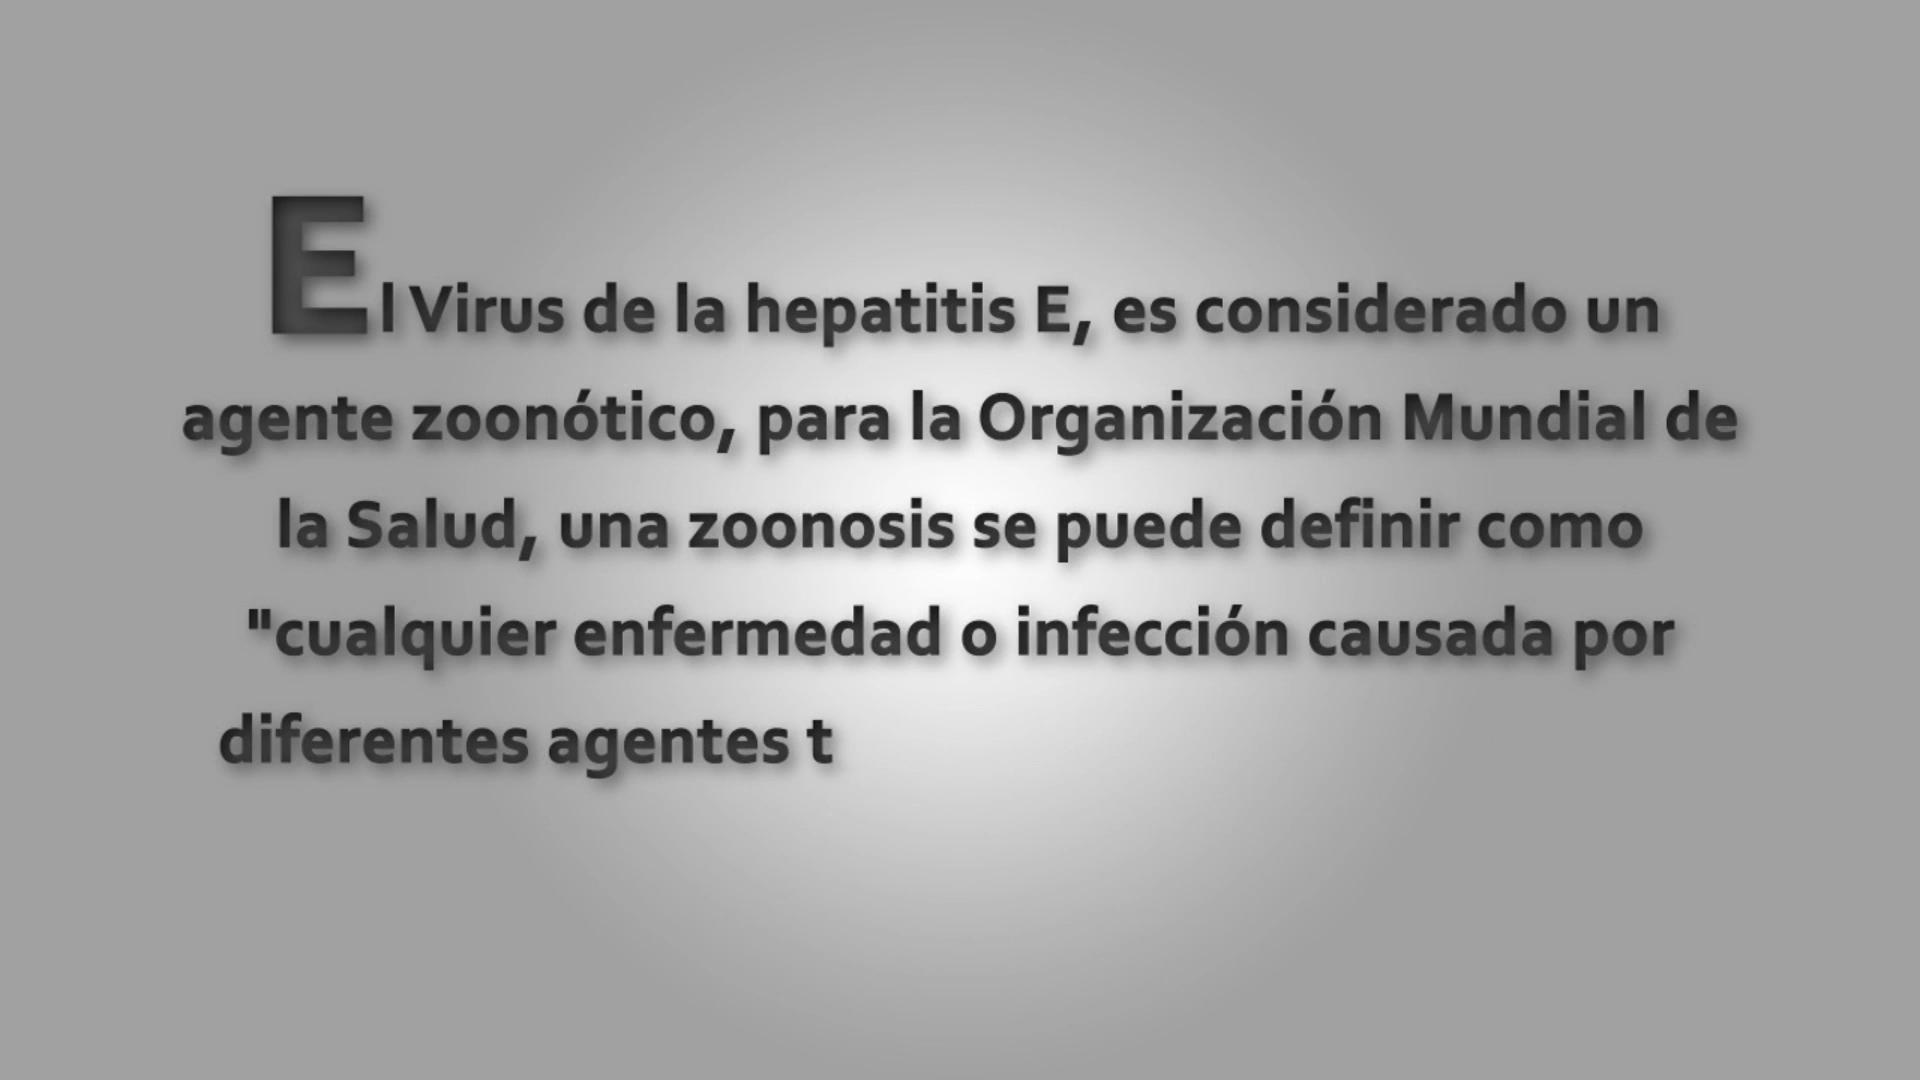 El Virus de la hepatitis E, es considerado un
agente zoonótico, para la Organización Mundial de
la Salud, una zoonosis se puede definir como
"cualquier enfermedad o infección causada por
diferentes agentes t